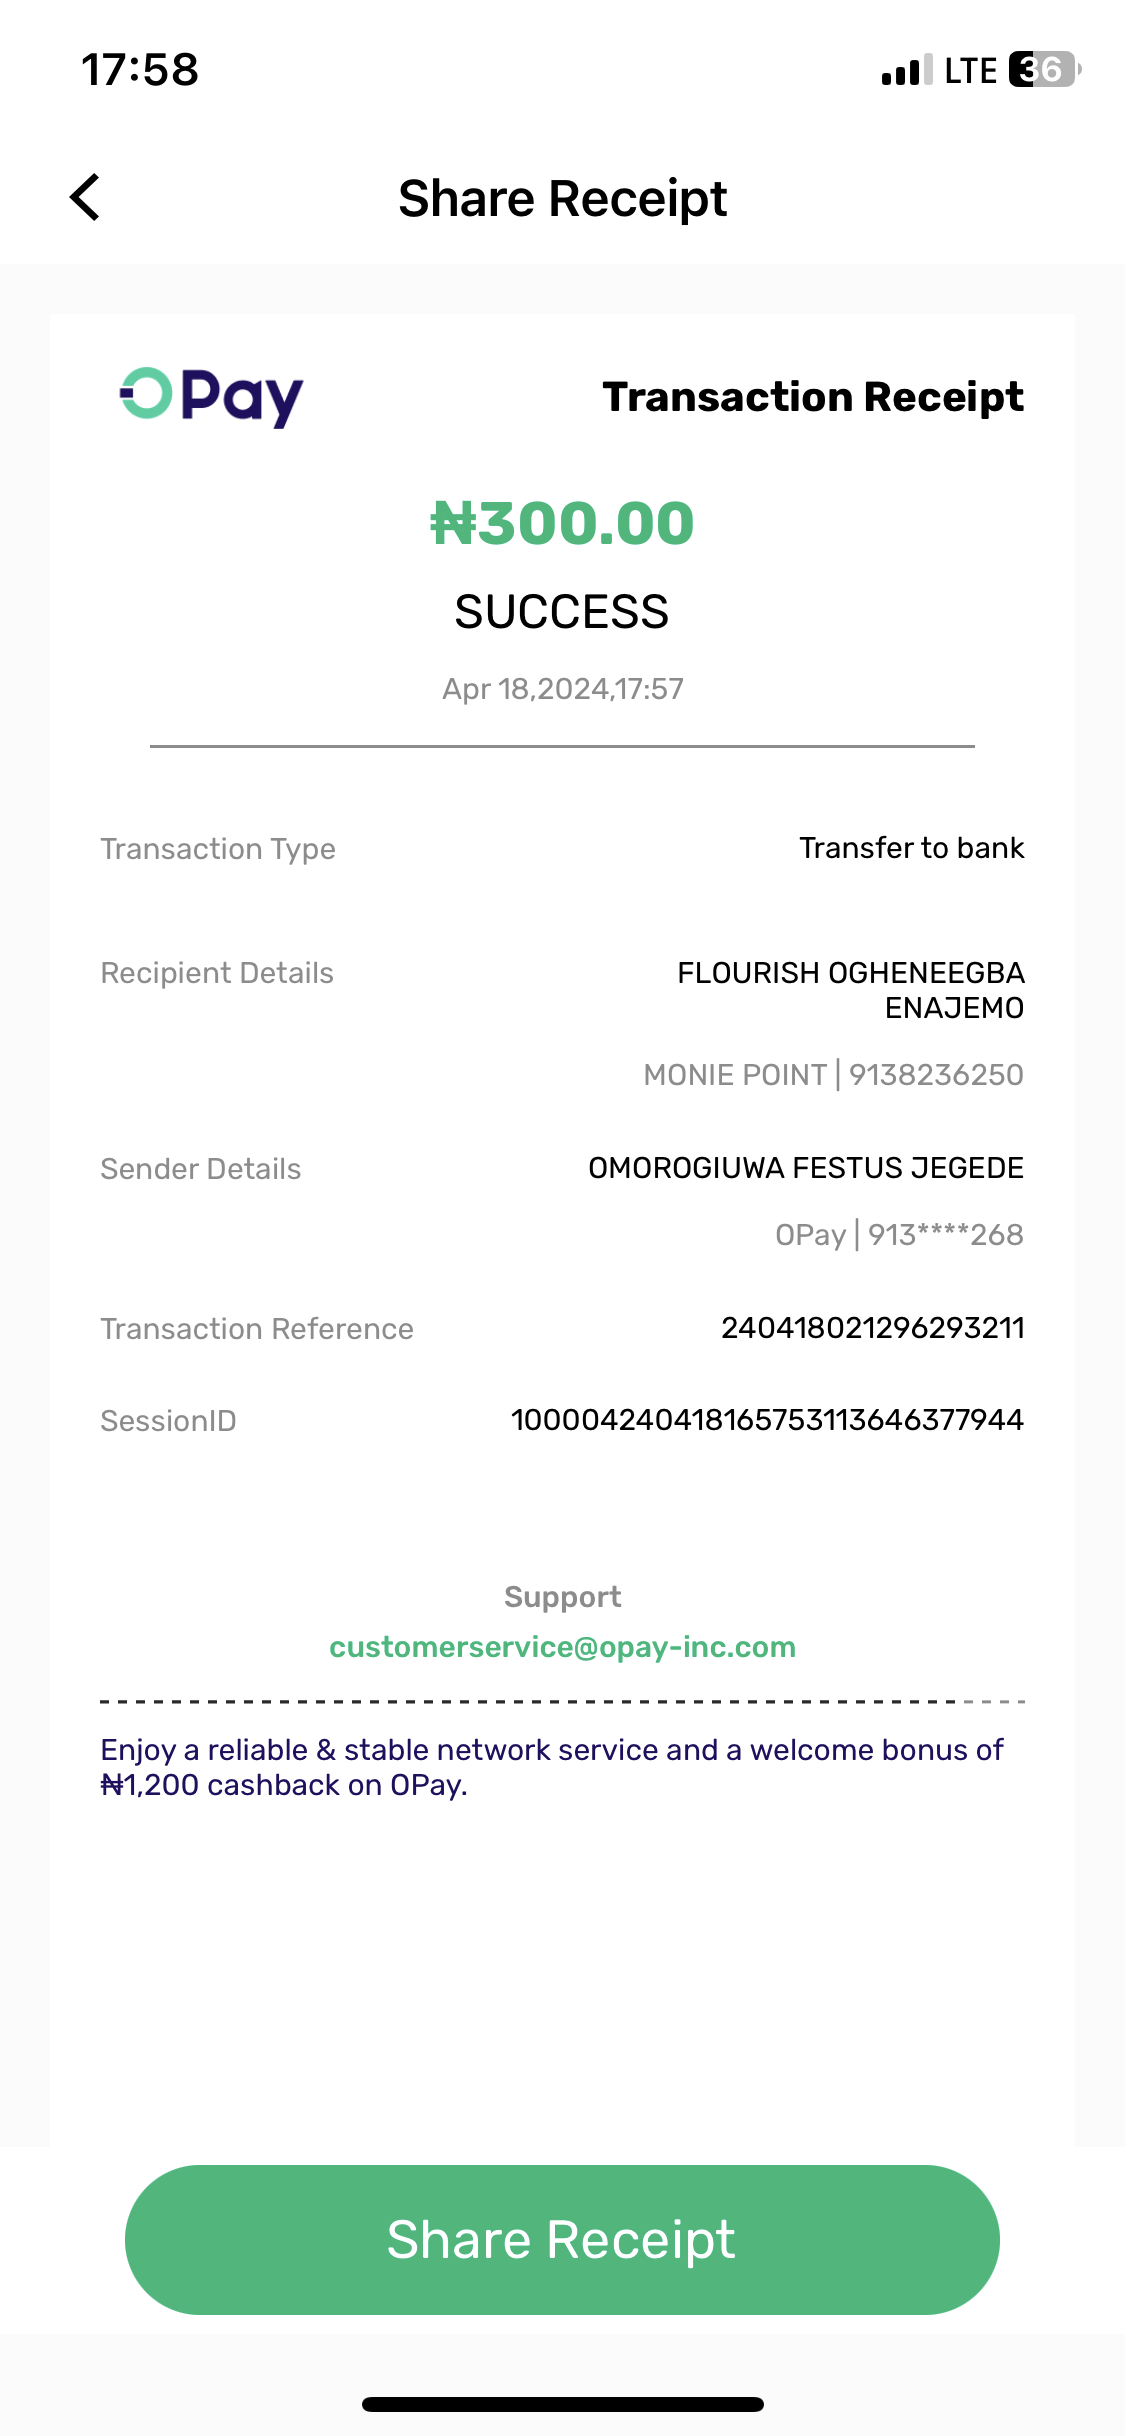 17:58
LTE 36
Share Receipt
OPay
Transaction Receipt
₦300.00
SUCCESS
Apr 18,2024,17:57
Transaction Type
Transfer to bank
Recipient Details
FLOURISH OGHENEEGBA
ENAJEMO
MONIE POINT | 9138236250
Sender Details
OMOROGIUWA FESTUS JEGEDE
OPay | 913****268
Transaction Reference
240418021296293211
SessionID
100004240418165753113646377944
Support
customerservice@opay-inc.com
Enjoy a reliable & stable network service and a welcome bonus of
₦1,200 cashback on OPay.
Share Receipt